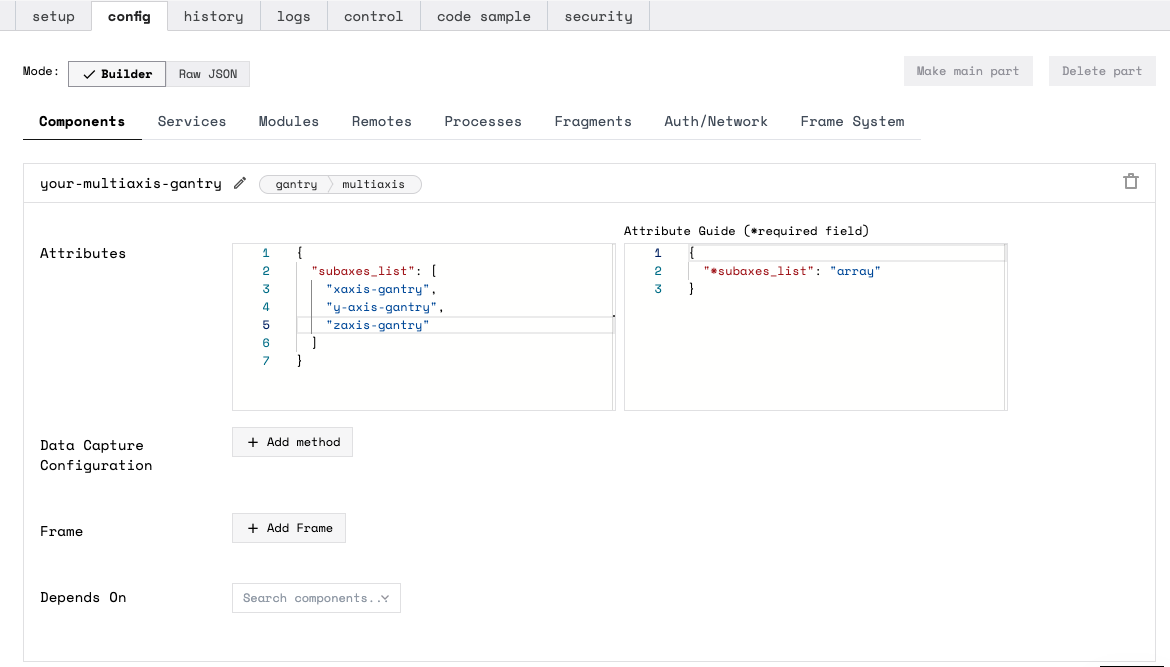 setup config history logs control code sample security
Mode: Builder Raw JSON Make main part Delete part
Components Services Modules Remotes Processes Fragments Auth/Network Frame System
your-multiaxis-gantry gantry multiaxis
Attribute Guide (*required field)
Attributes
1 {
2 "subaxes_list": [
3 "xaxis-gantry",
4 "y-axis-gantry",
5 "zaxis-gantry"
6 ]
7 }
1 {
2 "*subaxes_list": "array"
3 }
Data Capture
Configuration
+ Add method
Frame
+ Add Frame
Depends On
Search components..